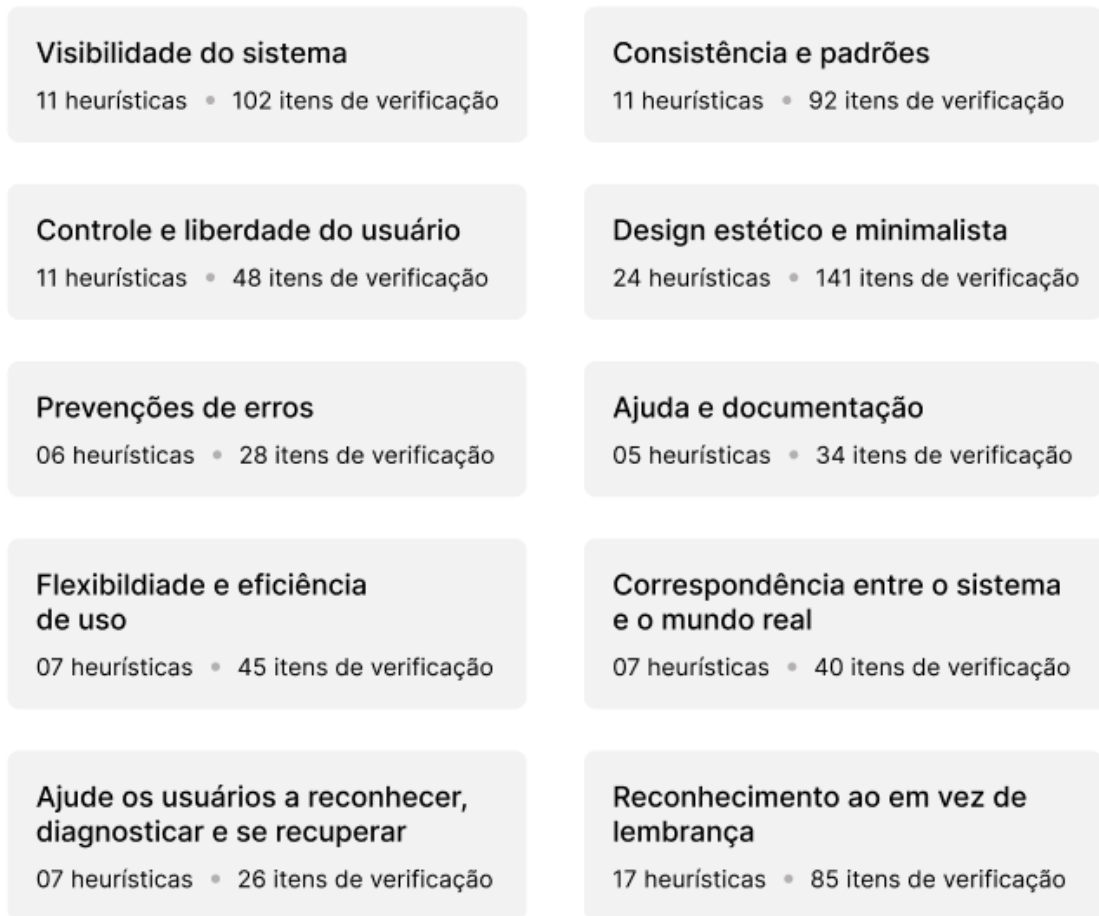 Visibilidade do sistema
11 heurísticas • 102 itens de verificação
Consistência e padrões
11 heurísticas • 92 itens de verificação
Controle e liberdade do usuário
11 heurísticas • 48 itens de verificação
Design estético e minimalista
24 heurísticas • 141 itens de verificação
Prevenções de erros
06 heurísticas • 28 itens de verificação
Ajuda e documentação
05 heurísticas • 34 itens de verificação
Flexibildiade e eficiência
de uso
07 heurísticas • 45 itens de verificação
Correspondência entre o sistema
e o mundo real
07 heurísticas • 40 itens de verificação
Ajude os usuários a reconhecer,
diagnosticar e se recuperar
07 heurísticas • 26 itens de verificação
Reconhecimento ao em vez de
lembrança
17 heurísticas • 85 itens de verificação